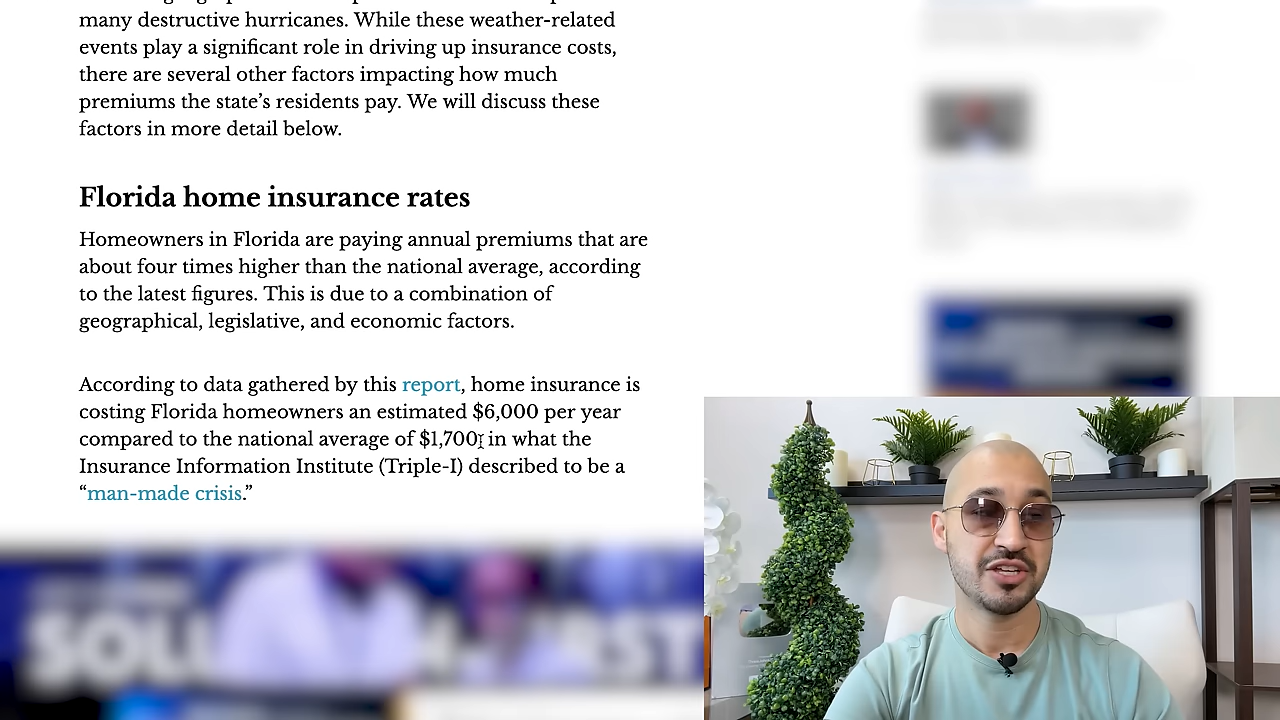 many destructive hurricanes. While these weather-related
events play a significant role in driving up insurance costs,
there are several other factors impacting how much
premiums the state’s residents pay. We will discuss these
factors in more detail below.
Florida home insurance rates
Homeowners in Florida are paying annual premiums that are
about four times higher than the national average, according
to the latest figures. This is due to a combination of
geographical, legislative, and economic factors.
According to data gathered by this report, home insurance is
costing Florida homeowners an estimated $6,000 per year
compared to the national average of $1,700 in what the
Insurance Information Institute (Triple-I) described to be a
“man-made crisis.”